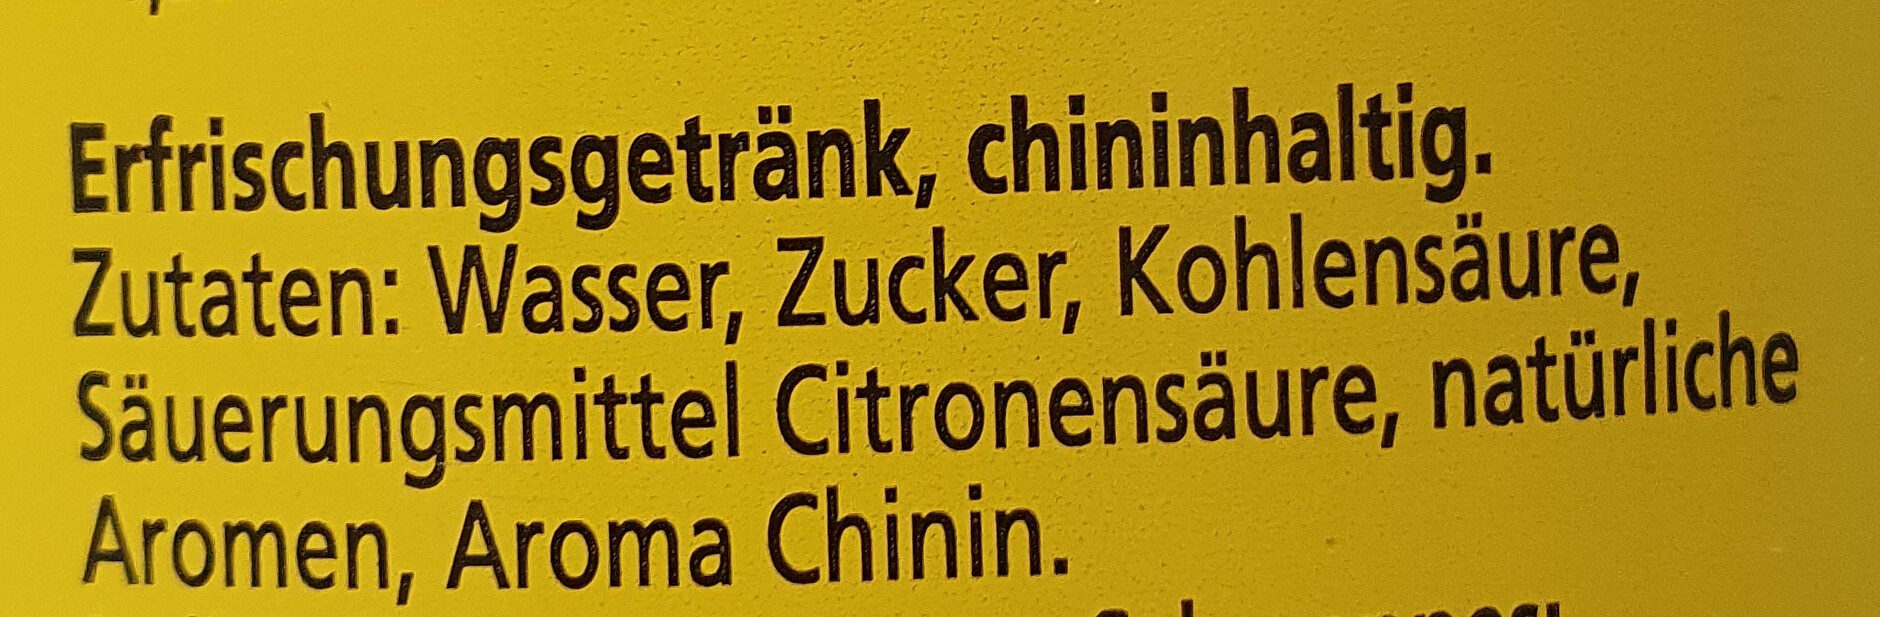 Erfrischungsgetränk, chininhaltig.
Zutaten: Wasser, Zucker, Kohlensäure,
Säuerungsmittel Citronensäure, natürliche
Aromen, Aroma Chinin.